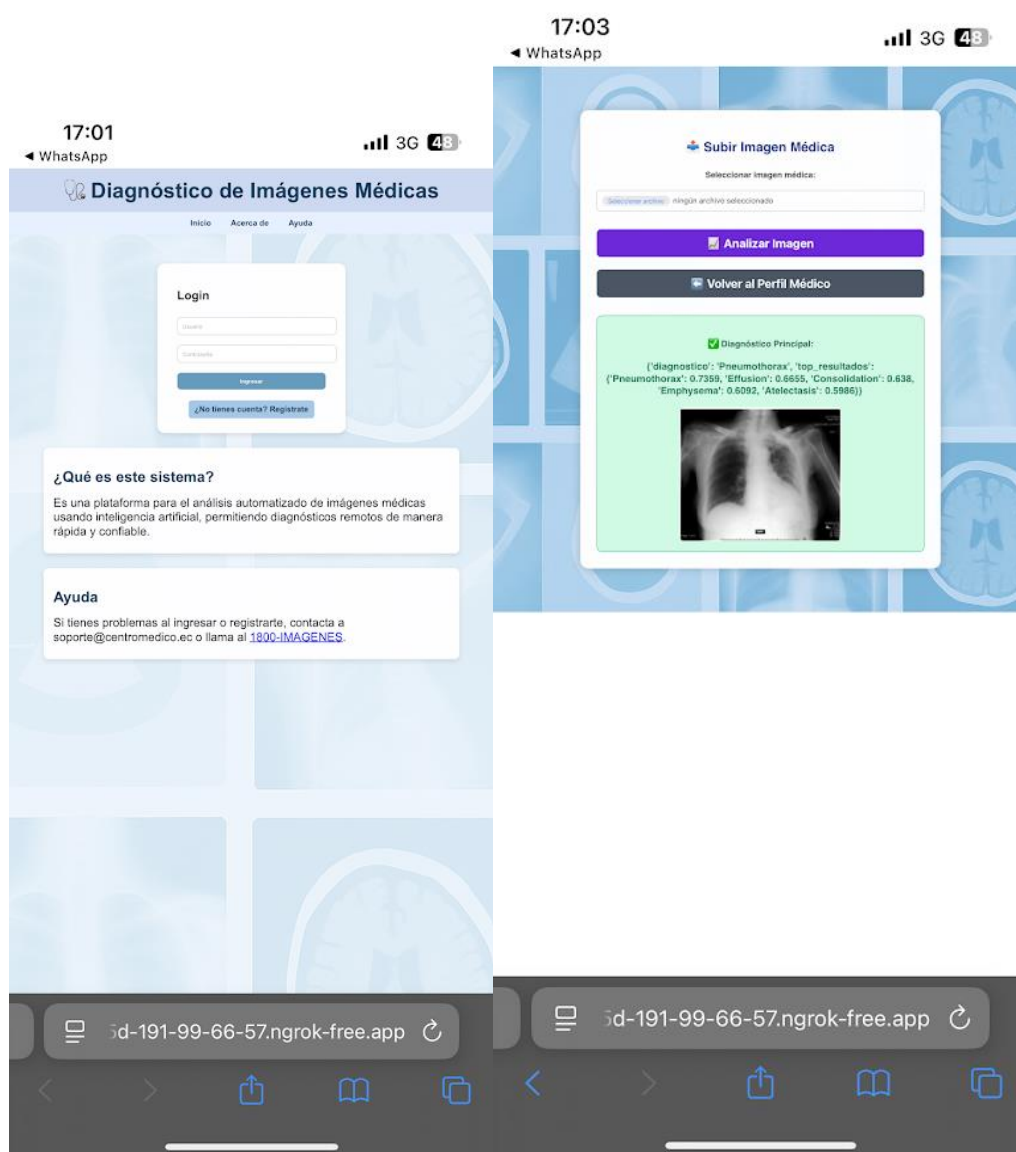 17:01
◀ WhatsApp
3G 48
Diagnóstico de Imágenes Médicas
Inicio Acerca de Ayuda
Login
Usuario
Contraseña
Ingresar
¿No tienes cuenta? Regístrate
¿Qué es este sistema?
Es una plataforma para el análisis automatizado de imágenes médicas
usando inteligencia artificial, permitiendo diagnósticos remotos de manera
rápida y confiable.
Ayuda
Si tienes problemas al ingresar o registrarte, contacta a
soporte@centromedico.ec o llama al 1800-IMAGENES.
5d-191-99-66-57.ngrok-free.app
17:03
◀ WhatsApp
3G 48
Subir Imagen Médica
Seleccionar imagen médica:
Seleccionar archivo ningún archivo seleccionado
Analizar Imagen
Volver al Perfil Médico
Diagnóstico Principal:
{'diagnostico': 'Pneumothorax', 'top_resultados':
{'Pneumothorax': 0.7359, 'Effusion': 0.6655, 'Consolidation': 0.638,
'Emphysema': 0.6092, 'Atelectasis': 0.5986}}
5d-191-99-66-57.ngrok-free.app